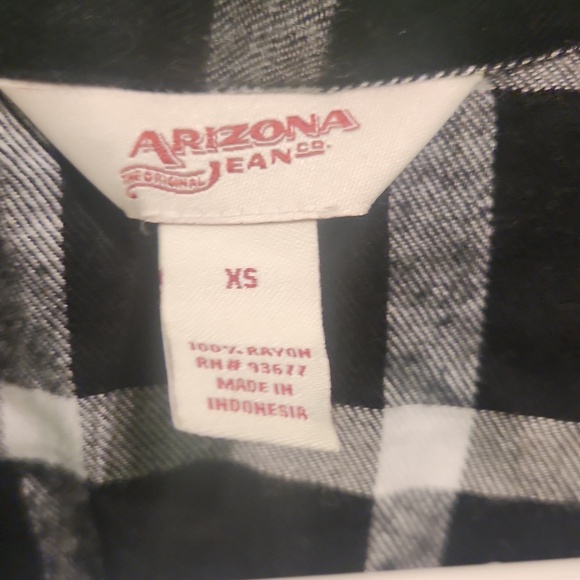 ARIZONA
JEAN CO.
THE ORIGINAL
XS
100% RAYON
RN# 93677
MADE IN
INDONESIA